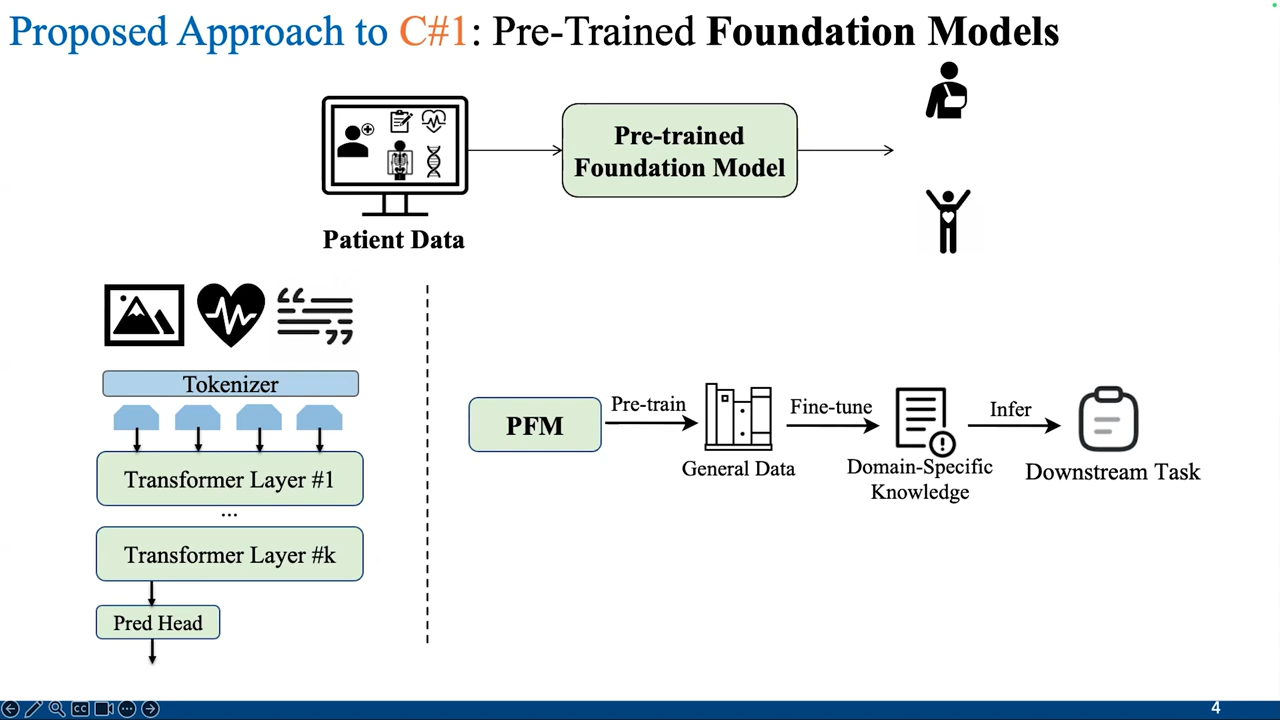 Proposed Approach to C#1: Pre-Trained Foundation Models
Pre-trained
Foundation Model
Patient Data
Tokenizer
Transformer Layer #1
...
Transformer Layer #k
Pred Head
PFM
Pre-train
General Data
Fine-tune
Domain-Specific
Knowledge
Infer
Downstream Task
CC
4